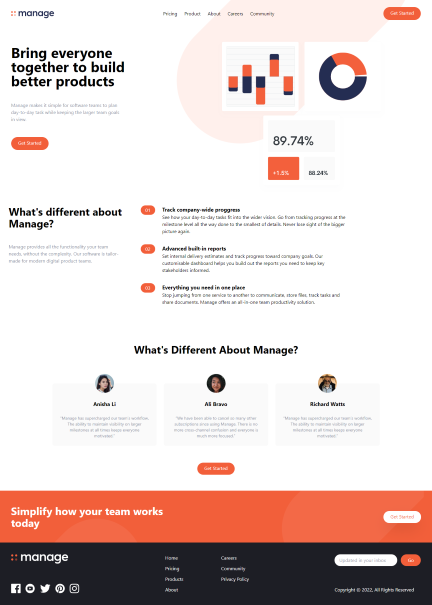 manage
Pricing Product About Careers Community
Get Started
Bring everyone
together to build
better products
Manage makes it simple for software teams to plan
day-to-day task while keeping the larger team goals
in view.
Get Started
89.74%
+1.5%
88.24%
What's different about
Manage?
Manage provides all the functionality your team
needs, without the complexity. Our software is tailor-
made for modern digital product teams.
01
Track company-wide proggress
See how your day-to-day tasks fit into the wider vision. Go from tracking progress at the
milestone level all the way done to the smallest of details. Never lose sight of the bigger
picture again.
02
Advanced built-in reports
Set internal delivery estimates and track progress toward company goals. Our
customisable dashboard helps you build out the reports you need to keep key
stakeholders informed.
03
Everything you need in one place
Stop jumping from one service to another to communicate, store files, track tasks and
share documents. Manage offers an all-in-one team productivity solution.
What's Different About Manage?
Anisha Li
"Manage has supercharged our team's workflow.
The ability to maintain visibility on larger
milestones at all times keeps everyone
motivated"
Ali Bravo
"We have been able to cancel so many other
subscriptions since using Manage. There is no
more cross-channel confusion and everyone is
much more focused"
Richard Watts
"Manage has supercharged our team's workflow.
The ability to maintain visibility on larger
milestones at all times keeps everyone
motivated"
Get Started
Simplify how your team works
today
Get Started
manage
Home
Pricing
Products
About
Careers
Community
Privacy Policy
Updated in your inbox
Go
Copyright © 2022, All Rights Reserved